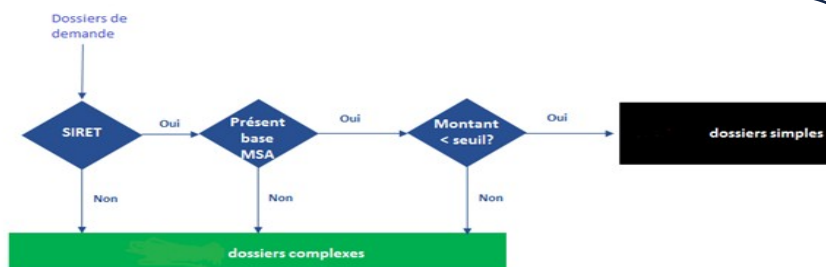 Dossiers de
demande
SIRET
Oui
Présent
base
MSA
Oui
Montant
< seuil?
Oui
dossiers simples
Non
Non
Non
dossiers complexes